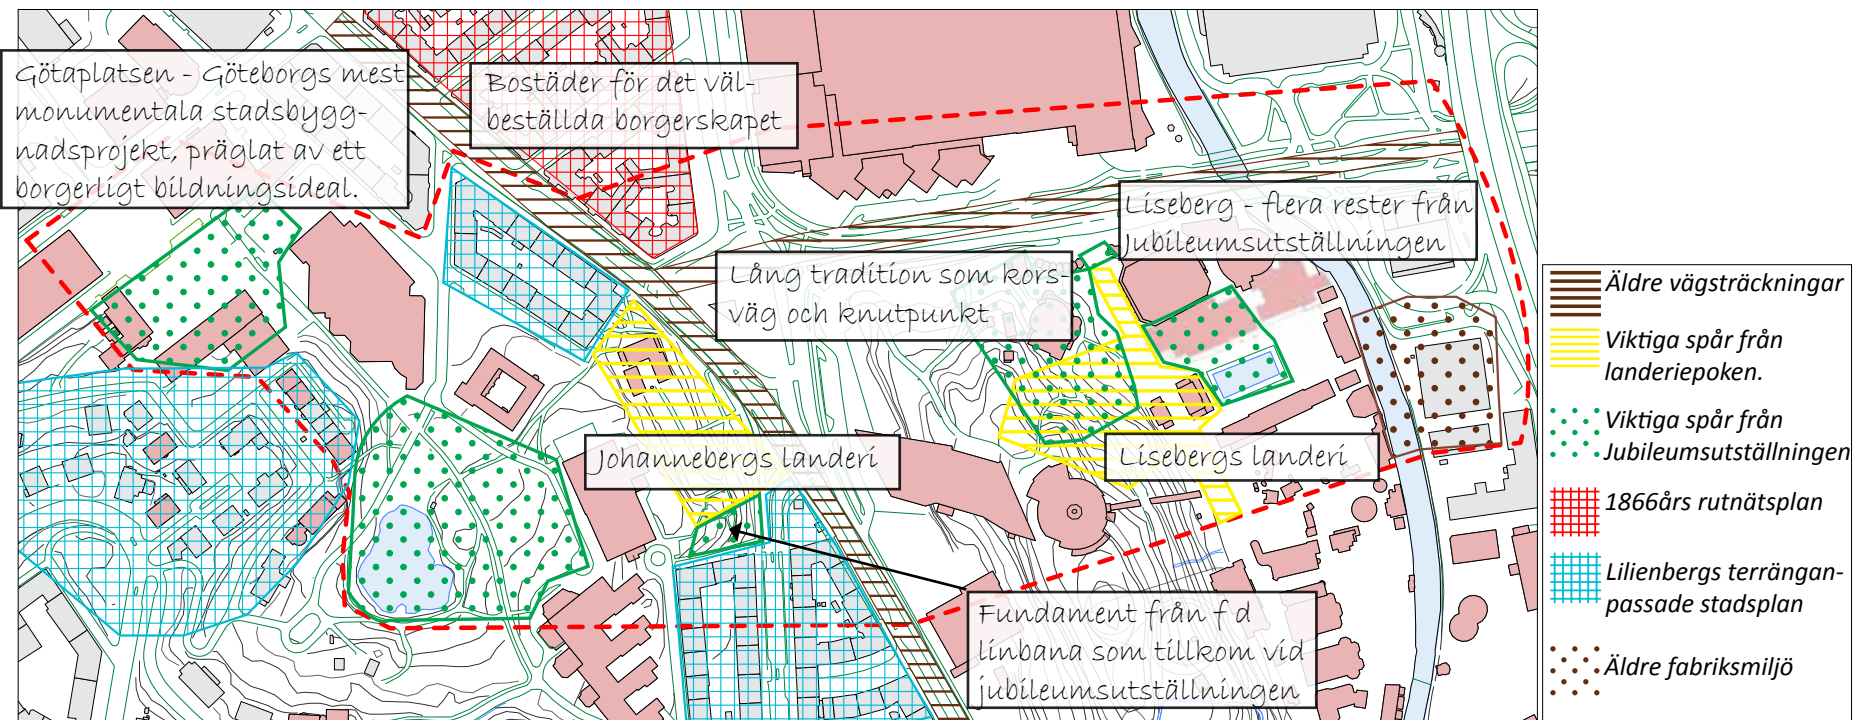 Götaplatsen - Göteborgs mest
monumentala stadsbygg-
nadsprojekt, präglat av ett
borgerligt bildningsideal.
Bostäder för det väl-
beställda borgerskapet
Liseberg - flera rester från
Jubileumsutställningen
Lång tradition som kors-
väg och knutpunkt
Johannebergs landeri
Lisebergs landeri
Fundament från f d
linbana som tillkom vid
jubileumsutställningen
Äldre vägsträckningar
Viktiga spår från
landeriepoken.
Viktiga spår från
Jubileumsutställningen
1866års rutnätsplan
Lilienbergs terrängan-
passade stadsplan
Äldre fabriksmiljö